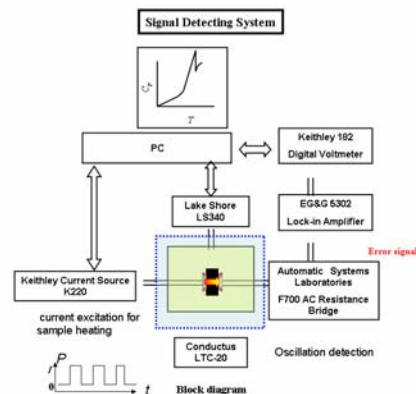 Signal Detecting System
C_P
T
PC
Keithley 182
Digital Voltmeter
Lake Shore
LS340
EG&G 5302
Lock-in Amplifier
Error signal
Keithley Current Source
K220
Automatic Systems
Laboratories
F700 AC Resistance
Bridge
current excitation for
sample heating
Conductus
LTC-20
Oscillation detection
P
I
0
t
Block diagram